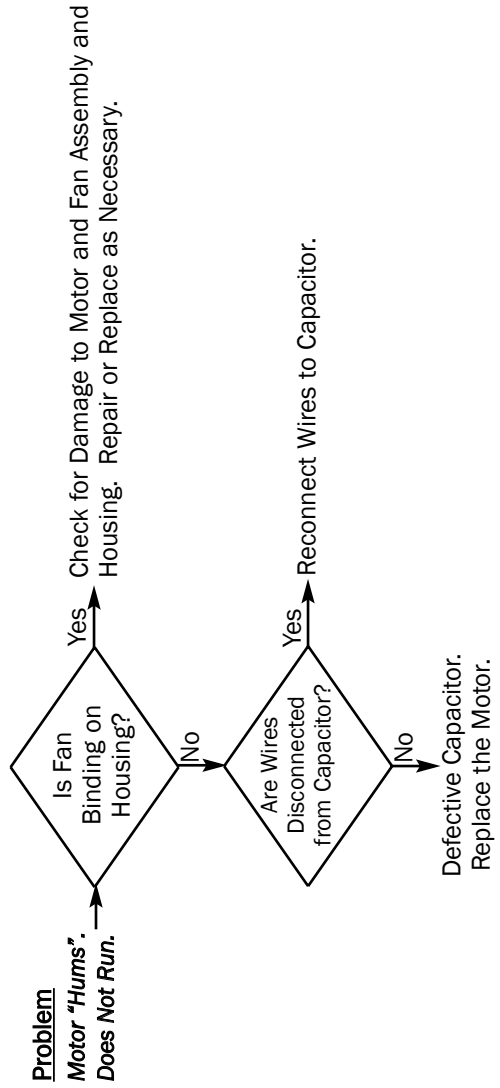 Problem
Motor "Hums".
Does Not Run.
Is Fan
Binding on
Housing?
Yes
Check for Damage to Motor and Fan Assembly and
Housing. Repair or Replace as Necessary.
No
Are Wires
Disconnected
from Capacitor?
Yes
Reconnect Wires to Capacitor.
No
Defective Capacitor.
Replace the Motor.